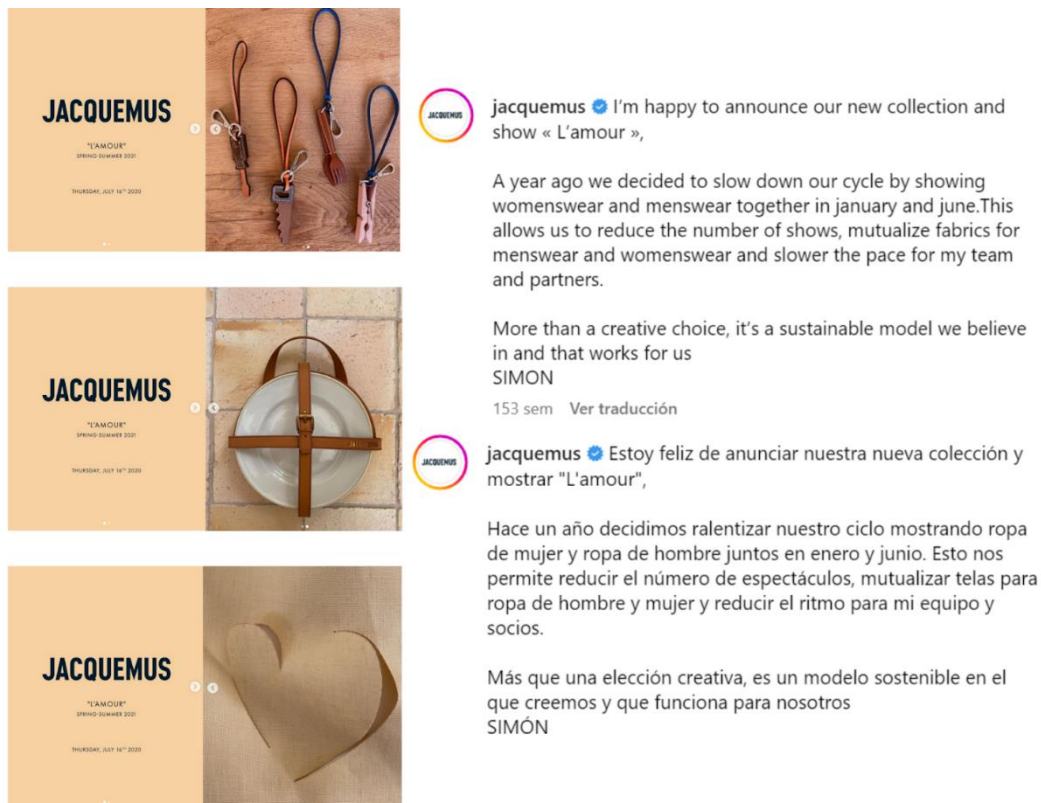 JACQUEMUS
"L'AMOUR"
SPRING-SUMMER 2021
THURSDAY, JULY 16TH 2020
JACQUEMUS
"L'AMOUR"
SPRING-SUMMER 2021
THURSDAY, JULY 16TH 2020
JACQUEMUS
"L'AMOUR"
SPRING-SUMMER 2021
THURSDAY, JULY 16TH 2020
JACQUEMUS
jacquemus I'm happy to announce our new collection and
show « L'amour »,
A year ago we decided to slow down our cycle by showing
womenswear and menswear together in january and june.This
allows us to reduce the number of shows, mutualize fabrics for
menswear and womenswear and slower the pace for my team
and partners.
More than a creative choice, it's a sustainable model we believe
in and that works for us
SIMON
153 sem Ver traducción
JACQUEMUS
jacquemus Estoy feliz de anunciar nuestra nueva colección y
mostrar "L'amour",
Hace un año decidimos ralentizar nuestro ciclo mostrando ropa
de mujer y ropa de hombre juntos en enero y junio. Esto nos
permite reducir el número de espectáculos, mutualizar telas para
ropa de hombre y mujer y reducir el ritmo para mi equipo y
socios.
Más que una elección creativa, es un modelo sostenible en el
que creemos y que funciona para nosotros
SIMÓN